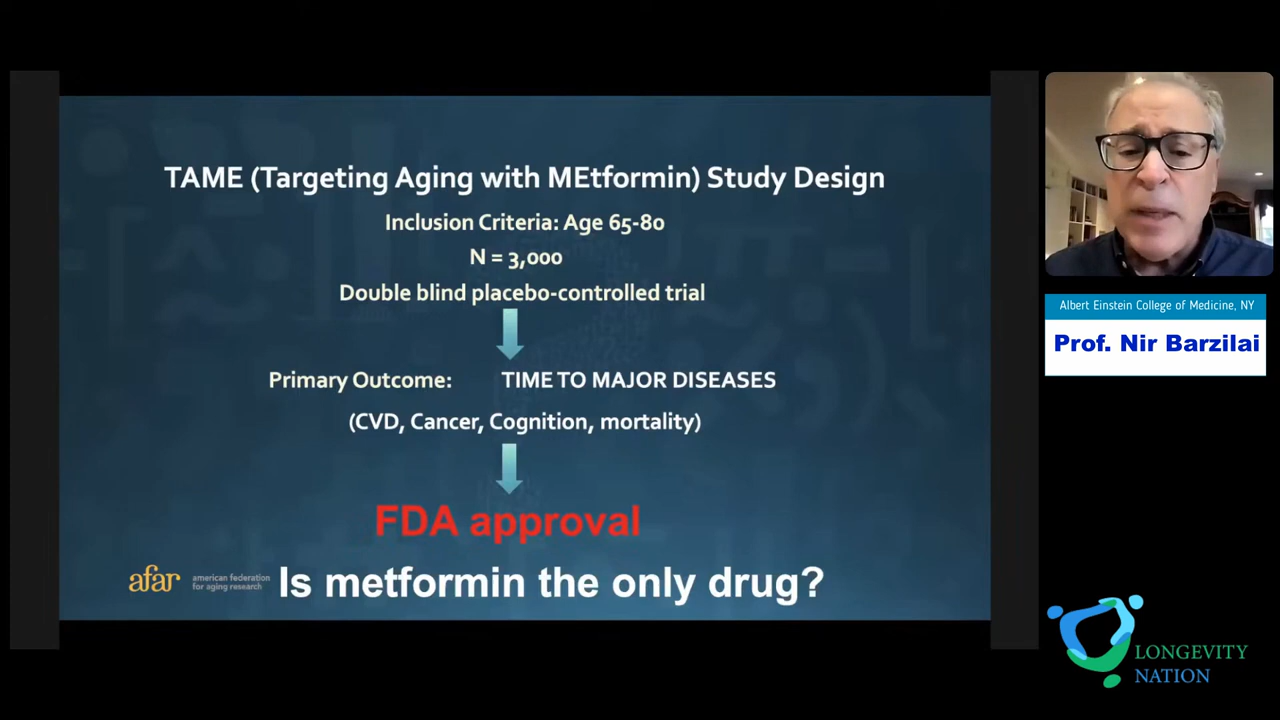 TAME (Targeting Aging with MEtformin) Study Design
Inclusion Criteria: Age 65-80
N = 3,000
Double blind placebo-controlled trial
Primary Outcome: TIME TO MAJOR DISEASES
(CVD, Cancer, Cognition, mortality)
FDA approval
afar american federation
for aging research
Is metformin the only drug?
Albert Einstein College of Medicine, NY
Prof. Nir Barzilai
LONGEVITY
NATION